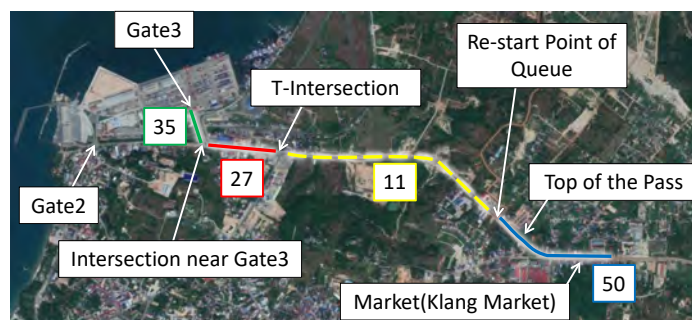 Gate3
Re-start Point of
Queue
T-Intersection
35
27
11
Top of the Pass
Gate2
Intersection near Gate3
50
Market(Klang Market)